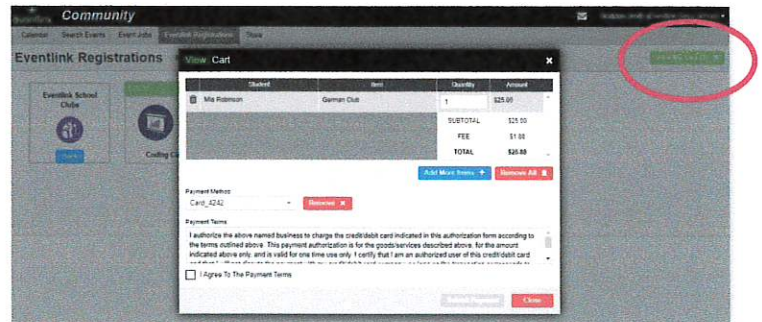 Community
Calendar Search Events Event Jobs Eventlink Registrations Store
Eventlink Registrations
View Cart
Student Item Quantity Amount
Mia Robinson German Club 1 $25.00
SUBTOTAL $25.00
FEE
TOTAL
Add More Items + Remove All
Payment Method
Card_4242 Remove ×
Payment Terms
I authorize the above named business to charge the credit/debit card indicated in this authorization form according to
the terms outlined above. This payment authorization is for the goods/services described above, for the amount
indicated above only, and is valid for one time use only. I certify that I am an authorized user of this credit/debit card
I Agree To The Payment Terms
Close
Eventlink School
Clubs
Coding